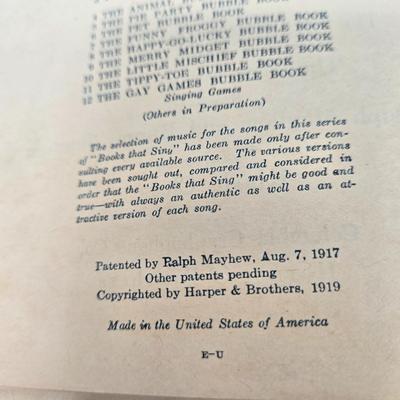 THE ANIMAL BUBBLE BOOK
4 THE PIE PARTY BUBBLE BOOK
THE PET BUBBLE BOOK
THE FUNNY FROGGY BUBBLE BOOK
THE HAPPY-GO-LUCKY BUBBLE BOOK
THE MERRY MIDGET BUBBLE BOOK
THE LITTLE MISCHIEF BUBBLE BOOK
10 THE TIPPY-TOE BUBBLE BOOK
11 THE GAY GAMES BUBBLE BOOK
12 Singing Games
(Others in Preparation)
The selection of music for the songs in this series
of "Books that Sing" has been made only after con-
sulting every available source. The various versions
have been sought out, compared and considered in
order that the "Books that Sing" might be good and
true—with always an authentic as well as an at-
tractive version of each song.
Patented by Ralph Mayhew, Aug. 7, 1917
Other patents pending
Copyrighted by Harper & Brothers, 1919
Made in the United States of America
E-U